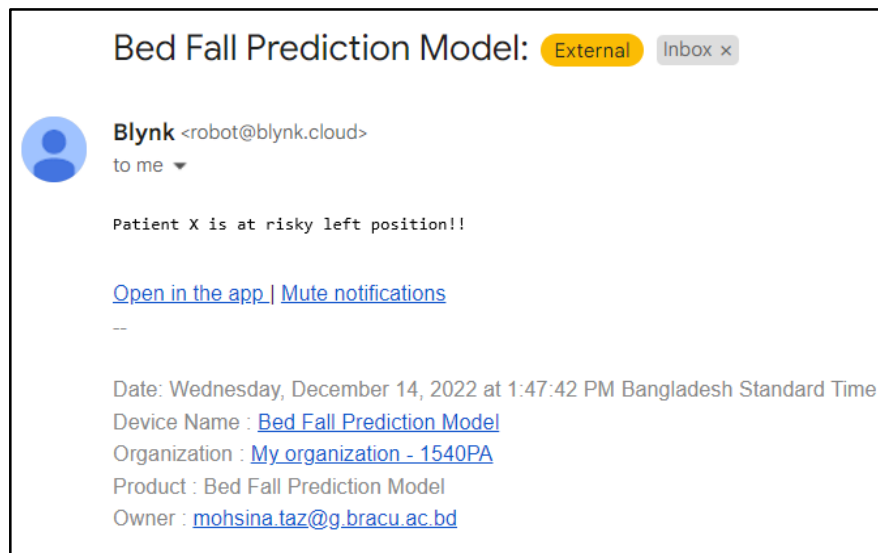 Bed Fall Prediction Model: External Inbox ×
Blynk <robot@blynk.cloud>
to me
Patient X is at risky left position!!
Open in the app | Mute notifications
--
Date: Wednesday, December 14, 2022 at 1:47:42 PM Bangladesh Standard Time
Device Name : Bed Fall Prediction Model
Organization : My organization - 1540PA
Product : Bed Fall Prediction Model
Owner : mohsina.taz@g.bracu.ac.bd